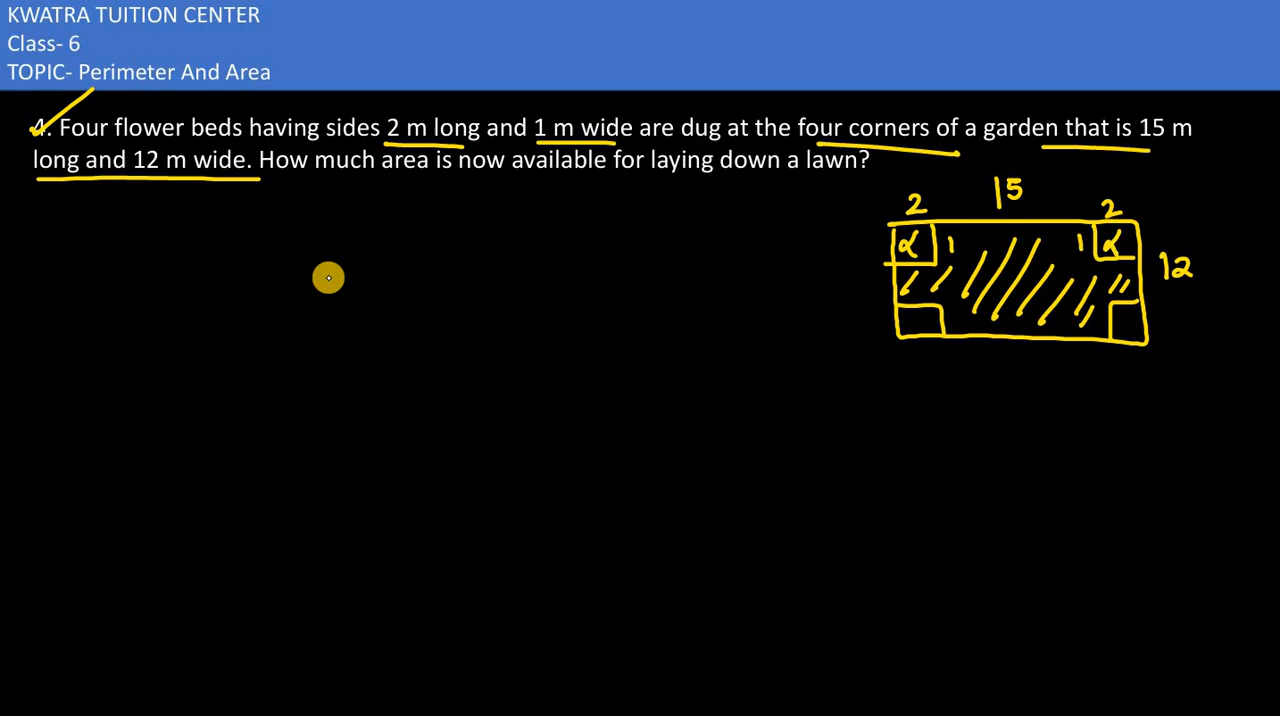 KWATRA TUITION CENTER
Class- 6
TOPIC- Perimeter And Area
4. Four flower beds having sides 2 m long and 1 m wide are dug at the four corners of a garden that is 15 m
long and 12 m wide. How much area is now available for laying down a lawn?
2 15 2
1 1
12